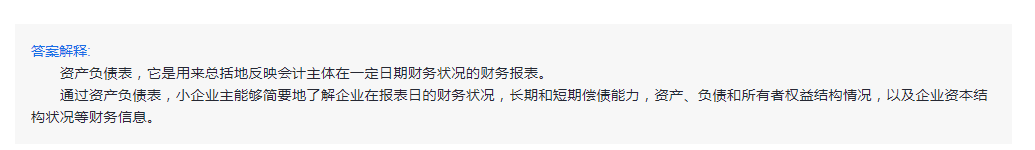 答案解释:
资产负债表，它是用来总括地反映会计主体在一定日期财务状况的财务报表。
通过资产负债表，小企业主能够简要地了解企业在报表日的财务状况，长期和短期偿债能力，资产、负债和所有者权益结构情况，以及企业资本结
构状况等财务信息。